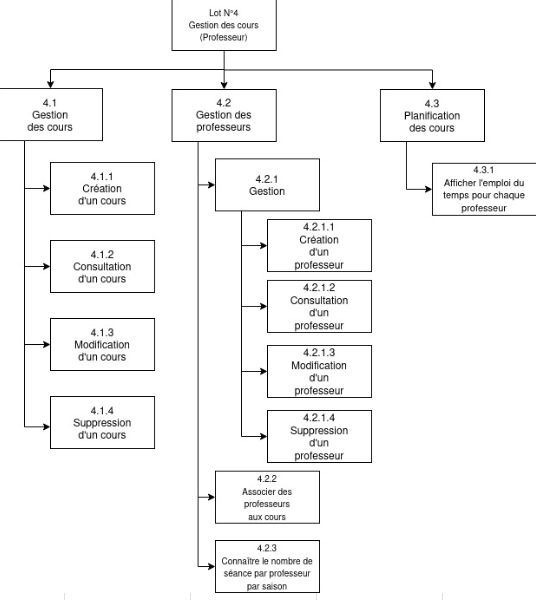 Lot N°4
Gestion des cours
(Professeur)
4.1
Gestion
des cours
4.2
Gestion des
professeurs
4.3
Planification
des cours
4.1.1
Création
d'un cours
4.1.2
Consultation
d'un cours
4.1.3
Modification
d'un cours
4.1.4
Suppression
d'un cours
4.2.1
Gestion
4.2.1.1
Création
d'un
professeur
4.2.1.2
Consultation
d'un
professeur
4.2.1.3
Modification
d'un
professeur
4.2.1.4
Suppression
d'un
professeur
4.2.2
Associer des
professeurs
aux cours
4.2.3
Connaître le nombre de
séance par professeur
par saison
4.3.1
Afficher l'emploi du
temps pour chaque
professeur